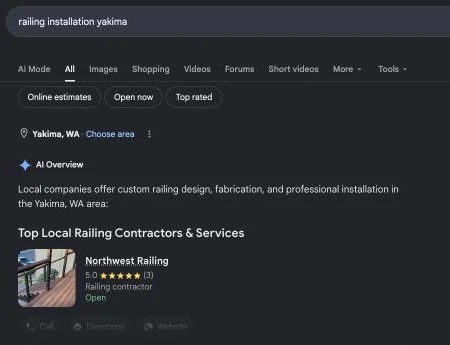 railing installation yakima
AI Mode All Images Shopping Videos Forums Short videos More Tools
Online estimates Open now Top rated
Yakima, WA · Choose area
AI Overview
Local companies offer custom railing design, fabrication, and professional installation in
the Yakima, WA area:
Top Local Railing Contractors & Services
Northwest Railing
5.0 (3)
Railing contractor
Open
Call Directions Website